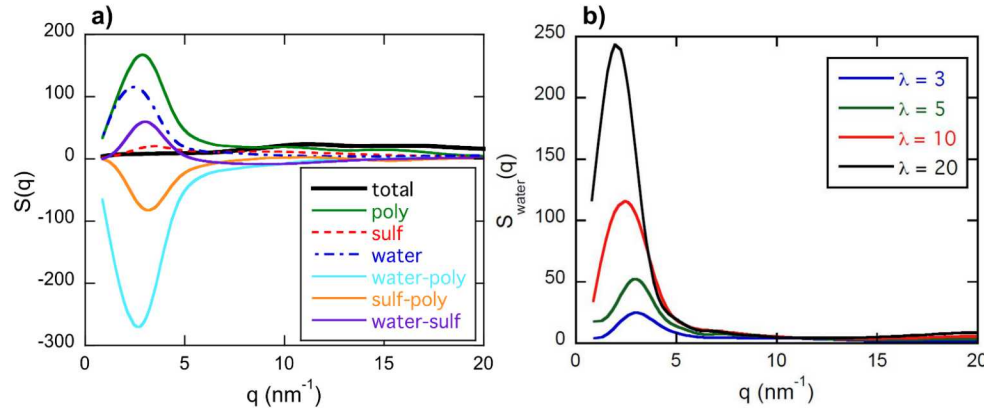 a)
200
100
0
-100
-200
-300
S(q)
total
poly
sulf
water
water-poly
sulf-poly
water-sulf
0 5 10 15 20
q (nm⁻¹)
b)
250
200
150
100
50
0
S_water(q)
λ = 3
λ = 5
λ = 10
λ = 20
0 5 10 15 20
q (nm⁻¹)